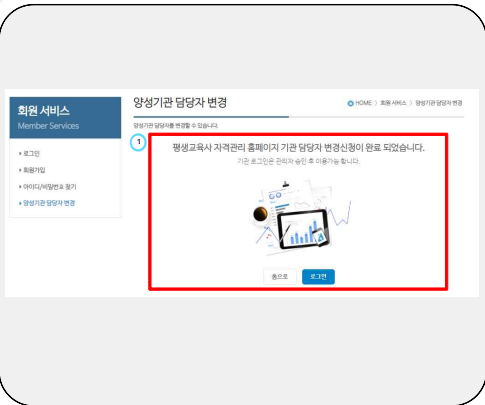 회원 서비스
Member Services
로그인
회원가입
아이디/비밀번호 찾기
양성기관 담당자 변경
양성기관 담당자 변경
HOME 〉 회원 서비스 〉 양성기관 담당자 변경
양성기관 담당자를 변경할 수 있습니다.
1
평생교육사 자격관리 홈페이지 기관 담당자 변경신청이 완료 되었습니다.
기관 로그인은 관리자 승인 후 이용가능 합니다.
홈으로
로그인